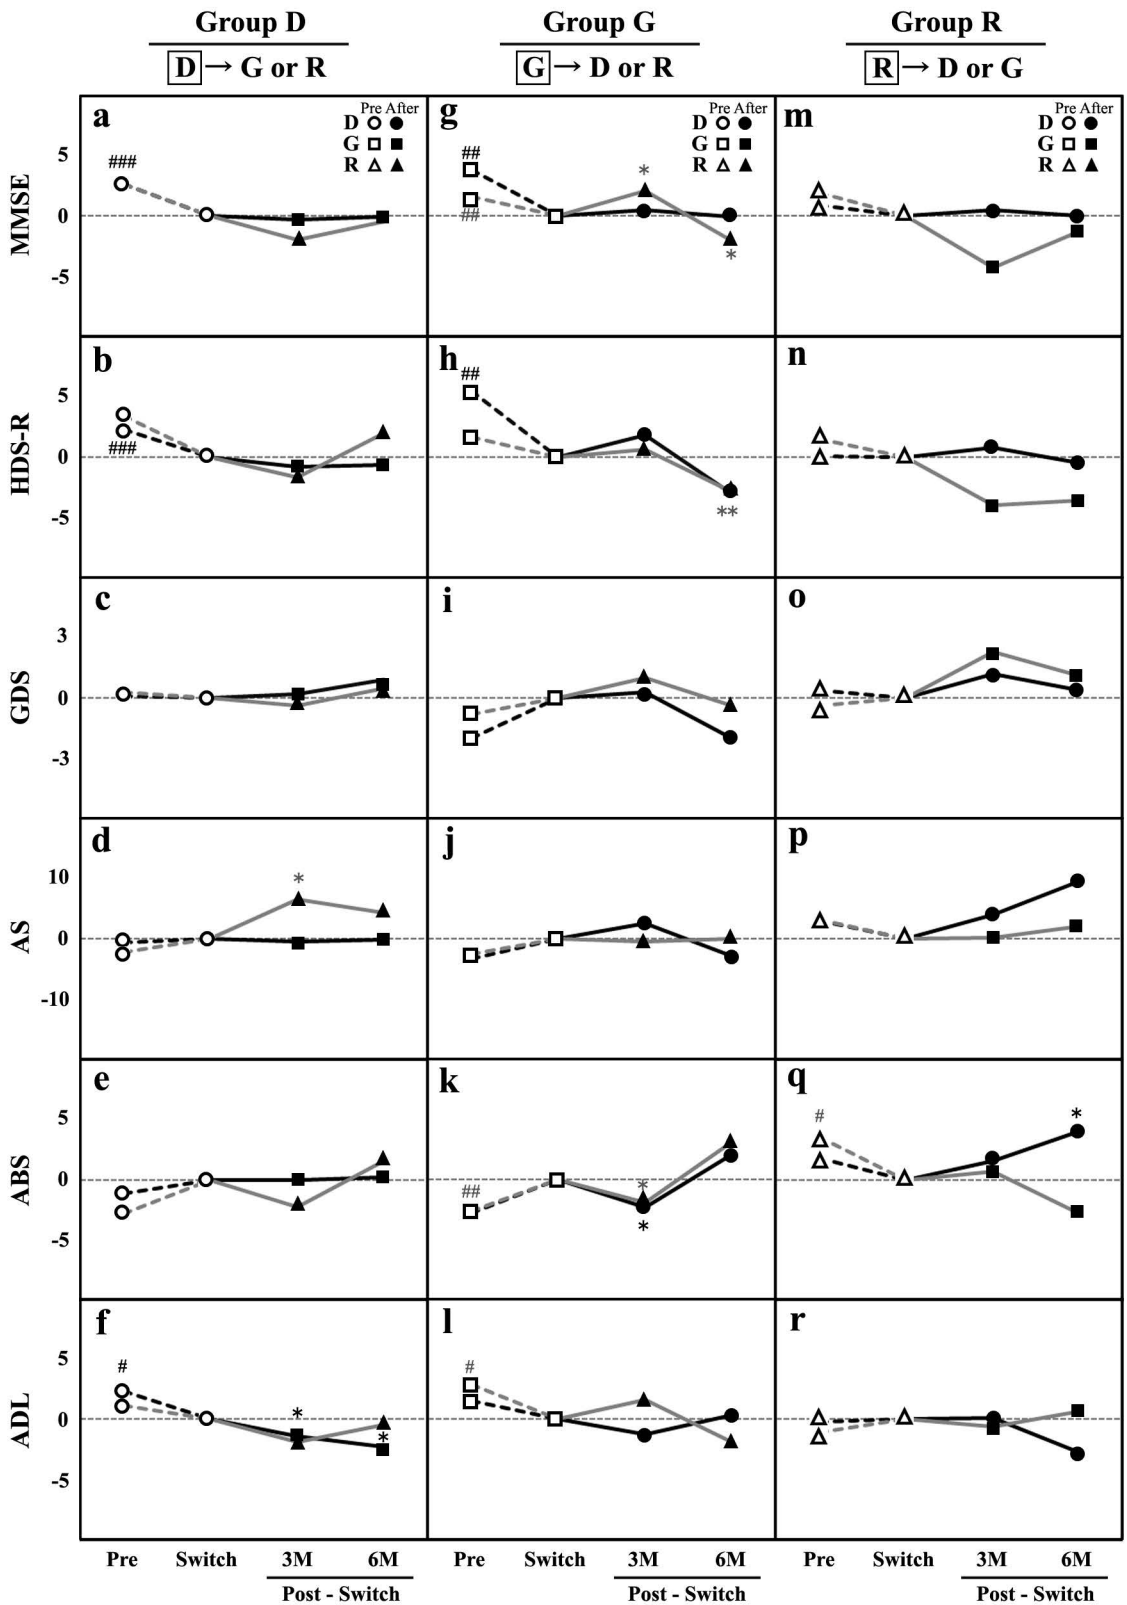 Group D Group G Group R
D → G or R G → D or R R → D or G
MMSE
a
Pre After
D
G
R
5
0
-5
###
g
Pre After
D
G
R
##
##
*
*
m
Pre After
D
G
R
HDS-R
b
5
0
-5
###
h
##
**
n
GDS
c
3
0
-3
i
o
AS
d
10
0
-10
*
j
p
ABS
e
5
0
-5
k
##
*
*
q
#
*
ADL
f
5
0
-5
#
*
*
l
#
r
Pre Switch 3M 6M Pre Switch 3M 6M Pre Switch 3M 6M
Post - Switch Post - Switch Post - Switch